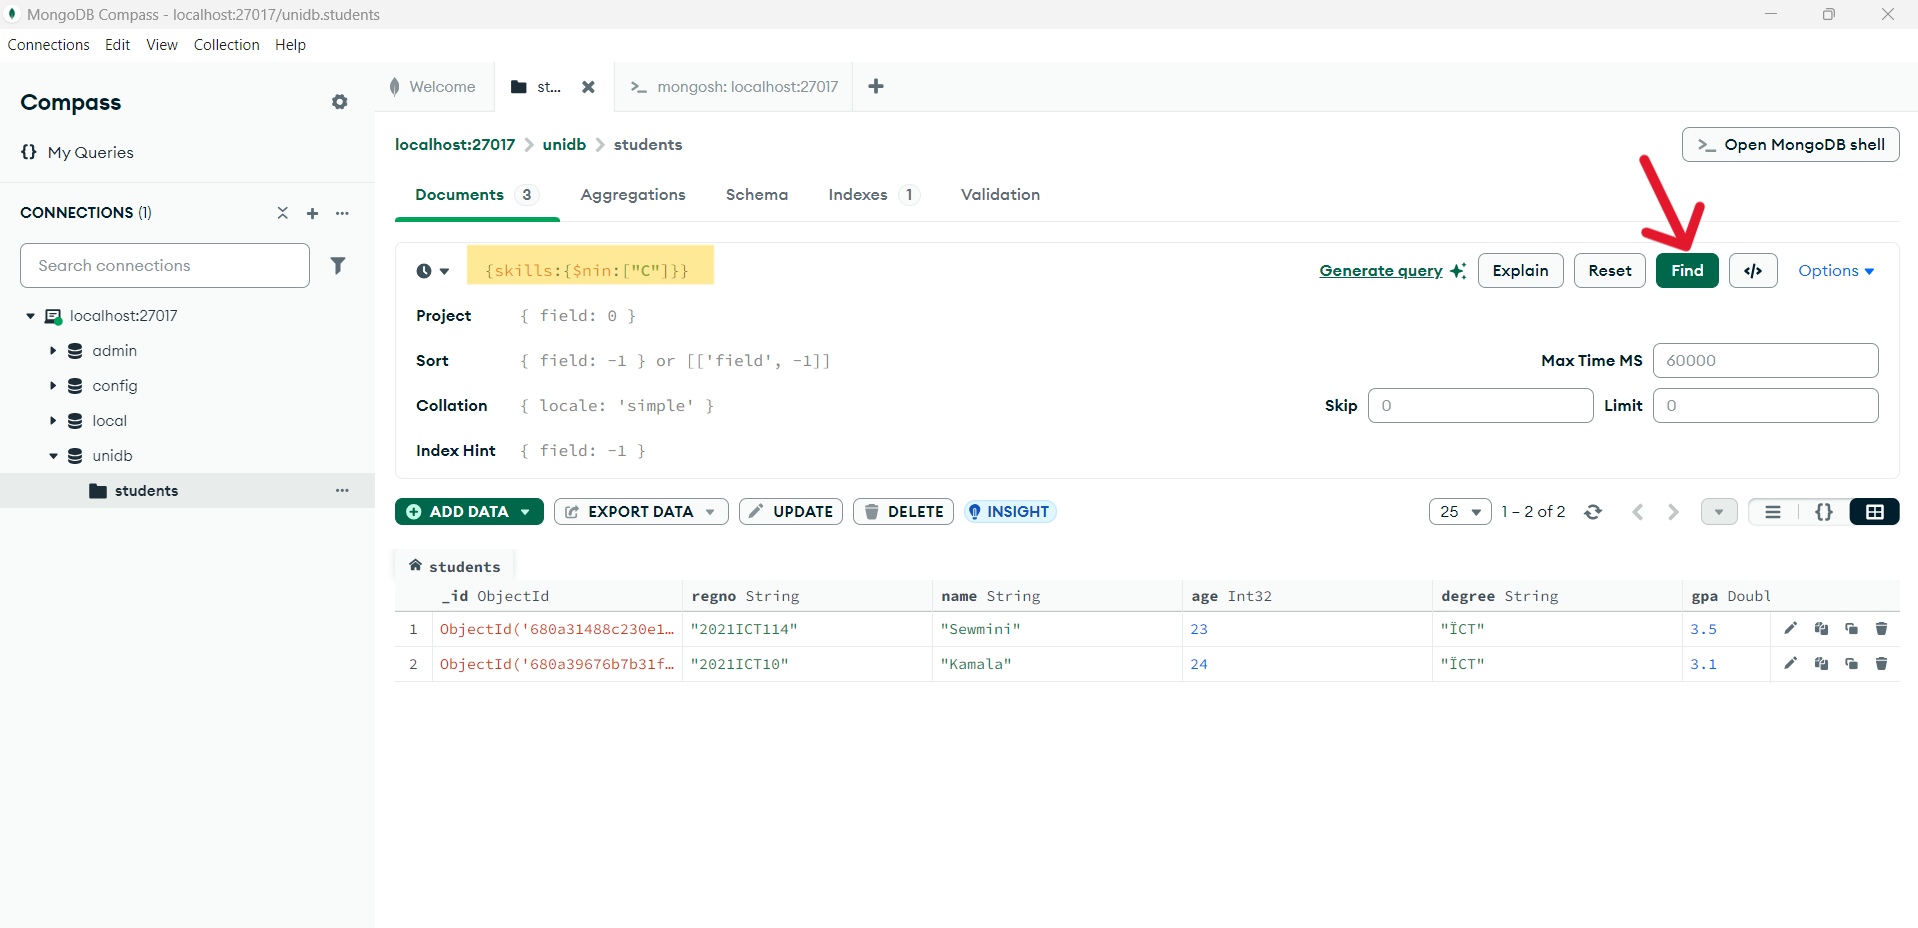 MongoDB Compass - localhost:27017/unidb.students
Connections Edit View Collection Help
Compass
{} My Queries
CONNECTIONS (1)
Search connections
localhost:27017
admin
config
local
unidb
students
Welcome
st...
>_ mongosh: localhost:27017
localhost:27017 > unidb > students
>_ Open MongoDB shell
Documents 3 Aggregations Schema Indexes 1 Validation
{skills:{$nin:["C"]}}
Generate query Explain Reset Find </> Options
Project { field: 0 }
Sort { field: -1 } or [['field', -1]]
Max Time MS 60000
Collation { locale: 'simple' }
Skip 0 Limit 0
Index Hint { field: -1 }
ADD DATA EXPORT DATA UPDATE DELETE INSIGHT
25 1 – 2 of 2 {}
students
_id ObjectId regno String name String age Int32 degree String gpa Doubl
1 ObjectId('680a31488c230e1… "2021ICT114" "Sewmini" 23 "ÏCT" 3.5
2 ObjectId('680a39676b7b31f… "2021ICT10" "Kamala" 24 "ÏCT" 3.1